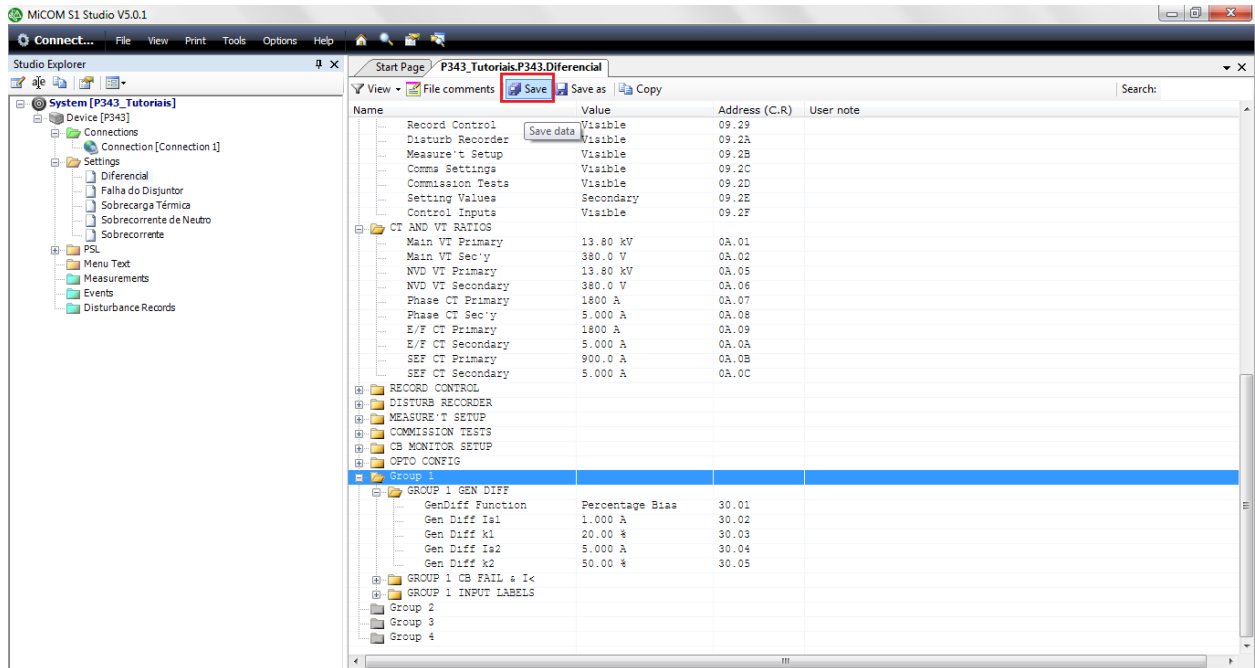 MiCOM S1 Studio V5.0.1
Connect... File View Print Tools Options Help
Studio Explorer
Start Page P343_Tutoriais.P343.Diferencial
View File comments Save Save as Copy Search:
System [P343_Tutoriais]
Device [P343]
Connections
Connection [Connection 1]
Settings
Diferencial
Falha do Disjuntor
Sobrecarga Térmica
Sobrecorrente de Neutro
Sobrecorrente
PSL
Menu Text
Measurements
Events
Disturbance Records
Name Value Address (C.R) User note
Record Control Visible 09.29
Save data
Disturb Recorder Visible 09.2A
Measure't Setup Visible 09.2B
Comms Settings Visible 09.2C
Commission Tests Visible 09.2D
Setting Values Secondary 09.2E
Control Inputs Visible 09.2F
CT AND VT RATIOS
Main VT Primary 13.80 kV 0A.01
Main VT Sec'y 380.0 V 0A.02
NVD VT Primary 13.80 kV 0A.05
NVD VT Secondary 380.0 V 0A.06
Phase CT Primary 1800 A 0A.07
Phase CT Sec'y 5.000 A 0A.08
E/F CT Primary 1800 A 0A.09
E/F CT Secondary 5.000 A 0A.0A
SEF CT Primary 900.0 A 0A.0B
SEF CT Secondary 5.000 A 0A.0C
RECORD CONTROL
DISTURB RECORDER
MEASURE'T SETUP
COMMISSION TESTS
CB MONITOR SETUP
OPTO CONFIG
Group 1
GROUP 1 GEN DIFF
GenDiff Function Percentage Bias 30.01
Gen Diff Is1 1.000 A 30.02
Gen Diff k1 20.00 % 30.03
Gen Diff Is2 5.000 A 30.04
Gen Diff k2 50.00 % 30.05
GROUP 1 CB FAIL & I<
GROUP 1 INPUT LABELS
Group 2
Group 3
Group 4